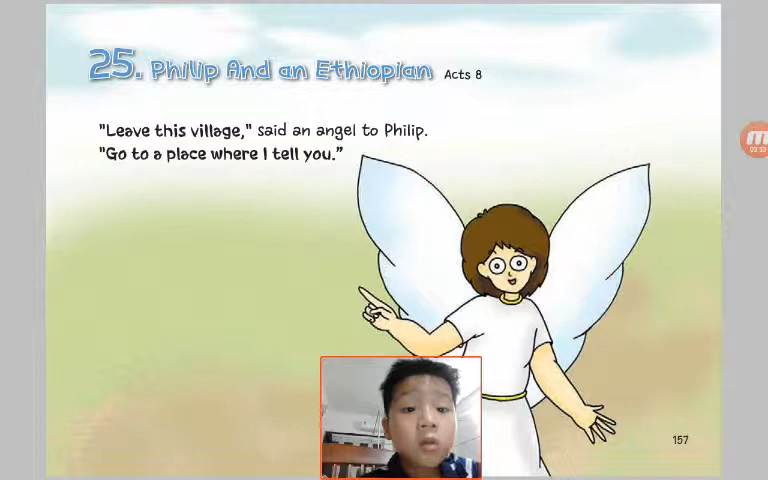 25. Philip And an Ethiopian Acts 8
"Leave this village," said an angel to Philip.
"Go to a place where I tell you."
157